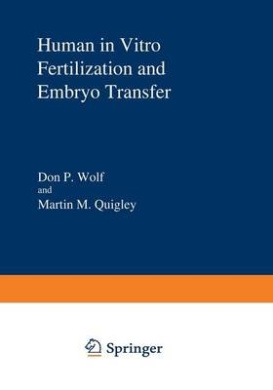 Human in Vitro
Fertilization and
Embryo Transfer
Don P. Wolf
and
Martin M. Quigley
Springer